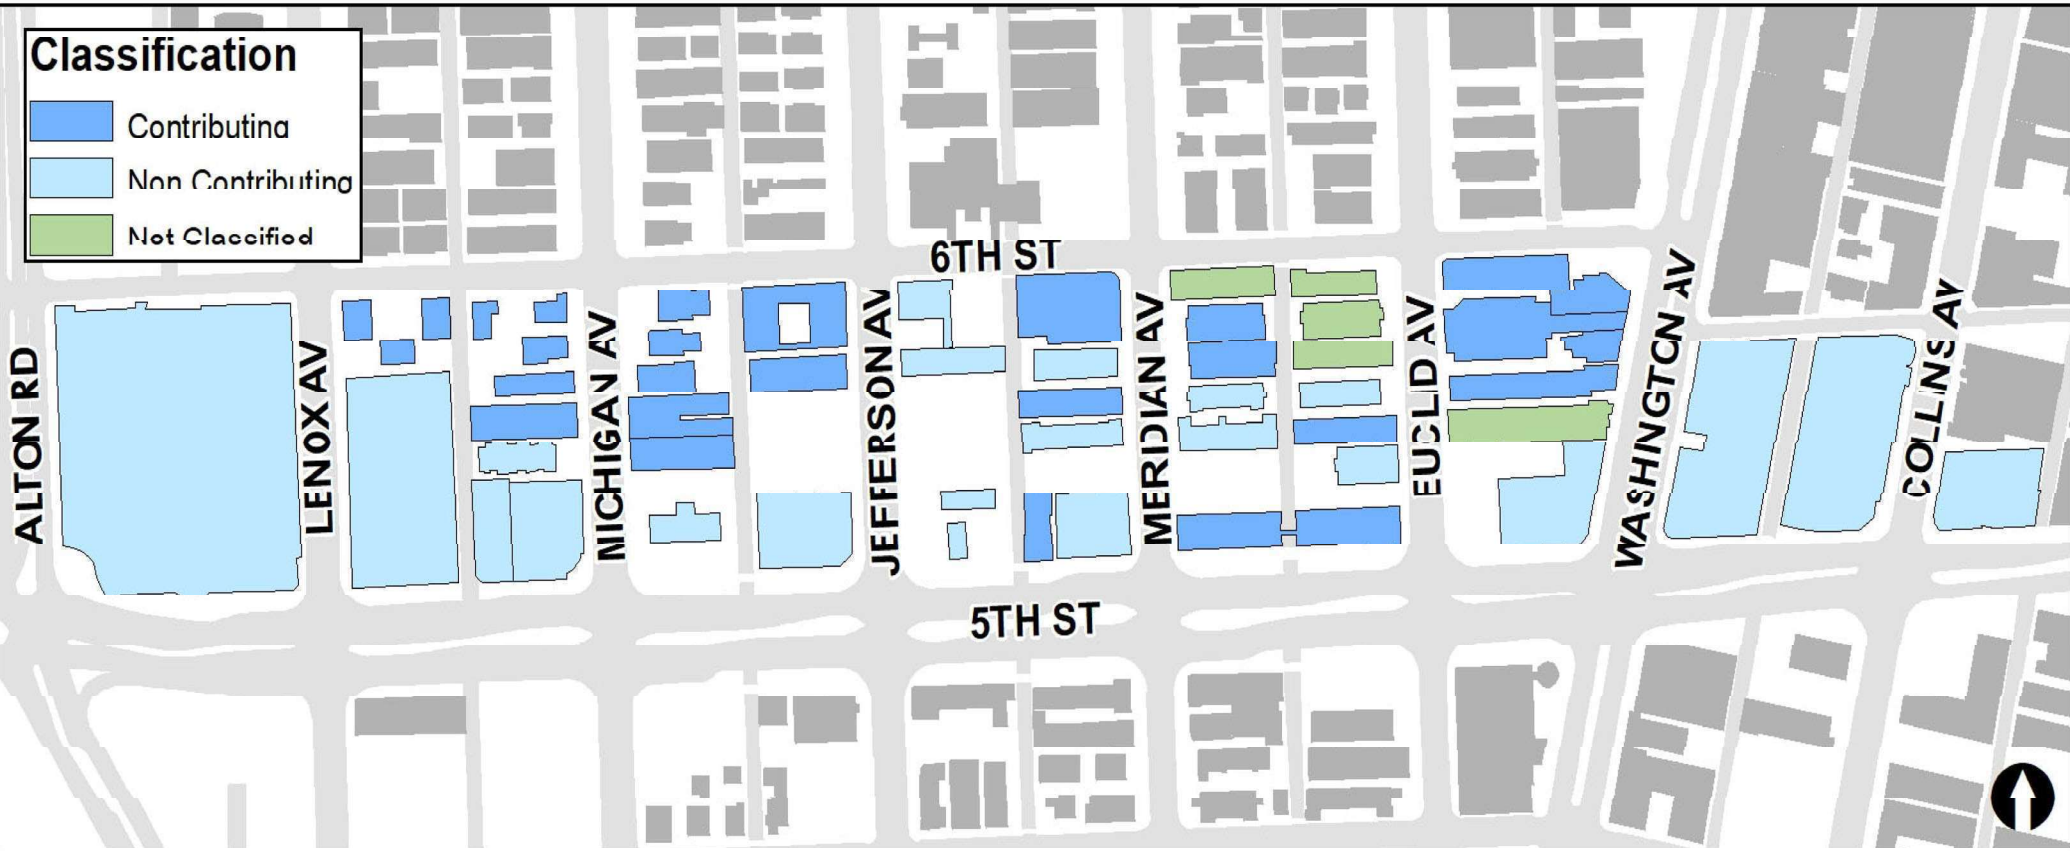 Classification
Contributing
Non Contributing
Not Classified
6TH ST
ALTON RD
LENOX AV
MICHIGAN AV
JEFFERSON AV
MERIDIAN AV
EUCLID AV
WASHINGTON AV
COLLINS AV
5TH ST